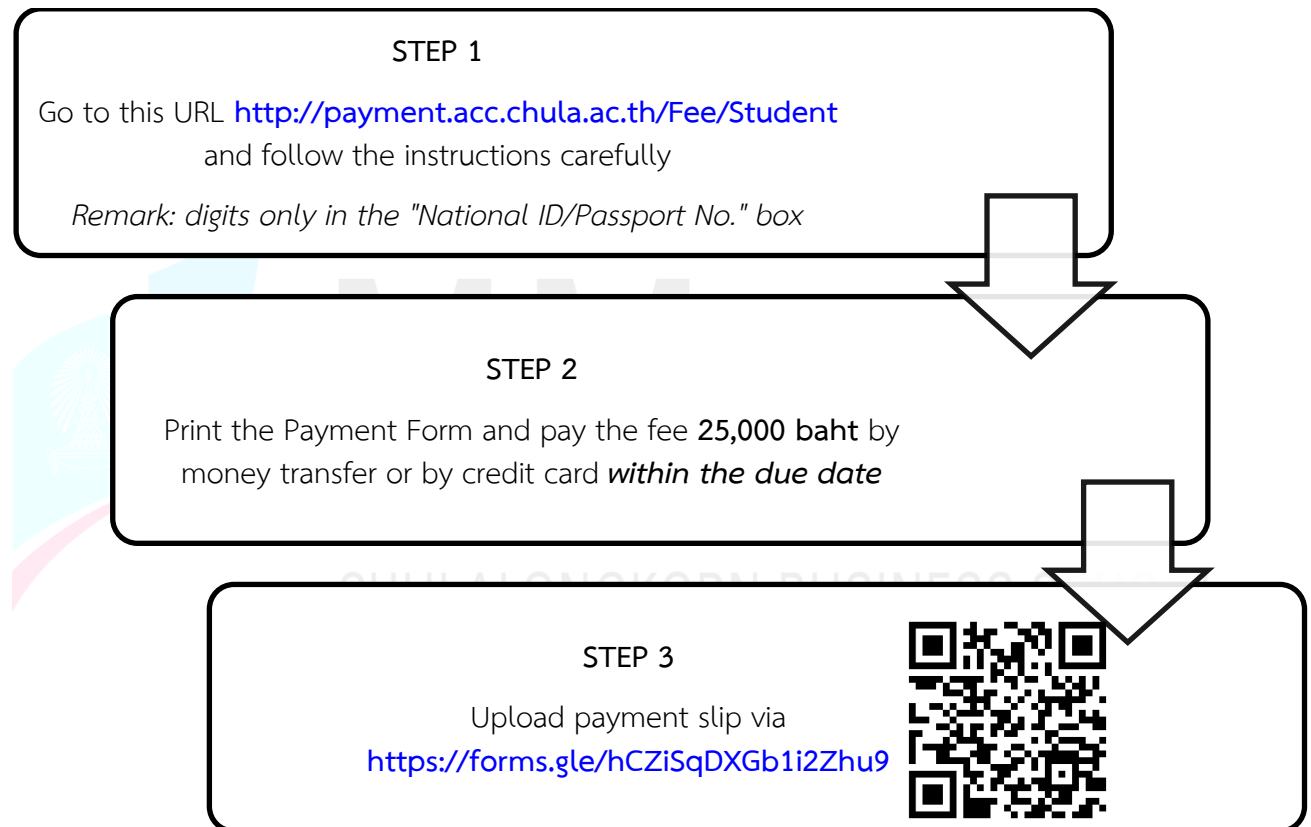 STEP 1
Go to this URL http://payment.acc.chula.ac.th/Fee/Student
and follow the instructions carefully
Remark: digits only in the "National ID/Passport No." box
STEP 2
Print the Payment Form and pay the fee 25,000 baht by
money transfer or by credit card within the due date
CHULALONGKORN BUSINESS
STEP 3
Upload payment slip via
https://forms.gle/hCZiSqDXGb1i2Zhu9